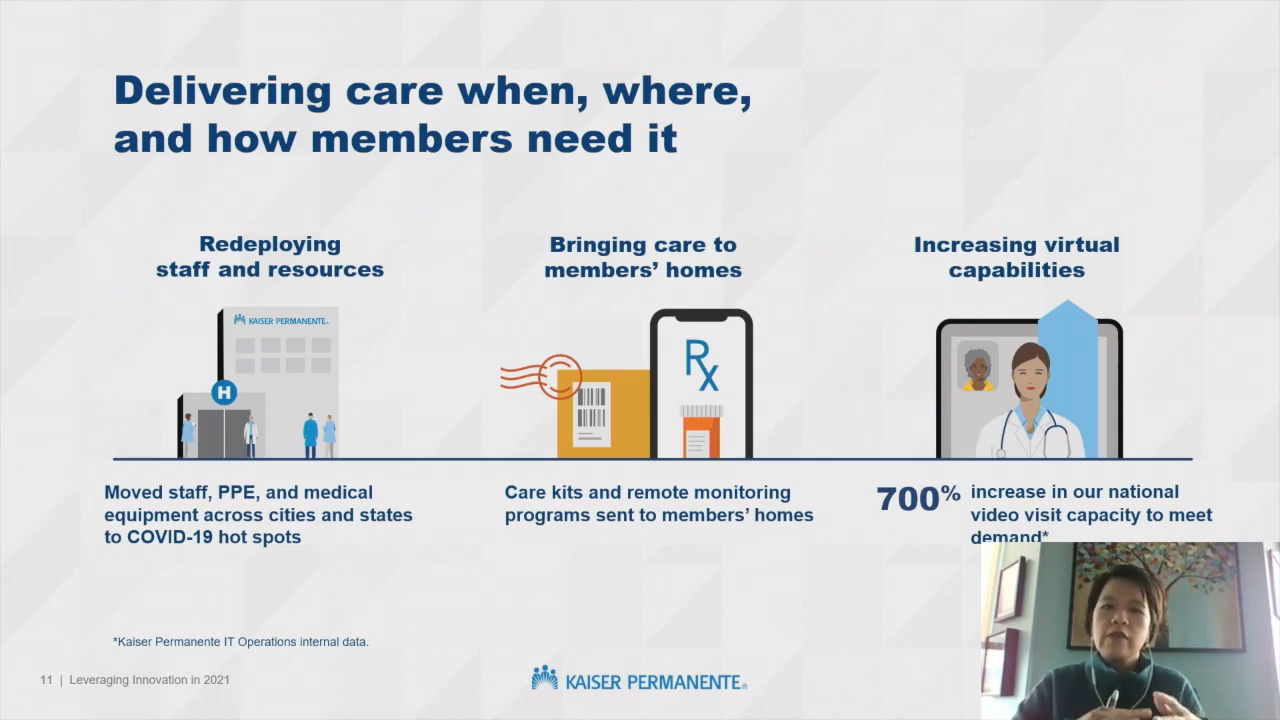 Delivering care when, where,
and how members need it
Redeploying
staff and resources
KAISER PERMANENTE®
H
Moved staff, PPE, and medical
equipment across cities and states
to COVID-19 hot spots
Bringing care to
members’ homes
Rx
Care kits and remote monitoring
programs sent to members’ homes
Increasing virtual
capabilities
700% increase in our national
video visit capacity to meet
demand*
*Kaiser Permanente IT Operations internal data.
11 | Leveraging Innovation in 2021
KAISER PERMANENTE®